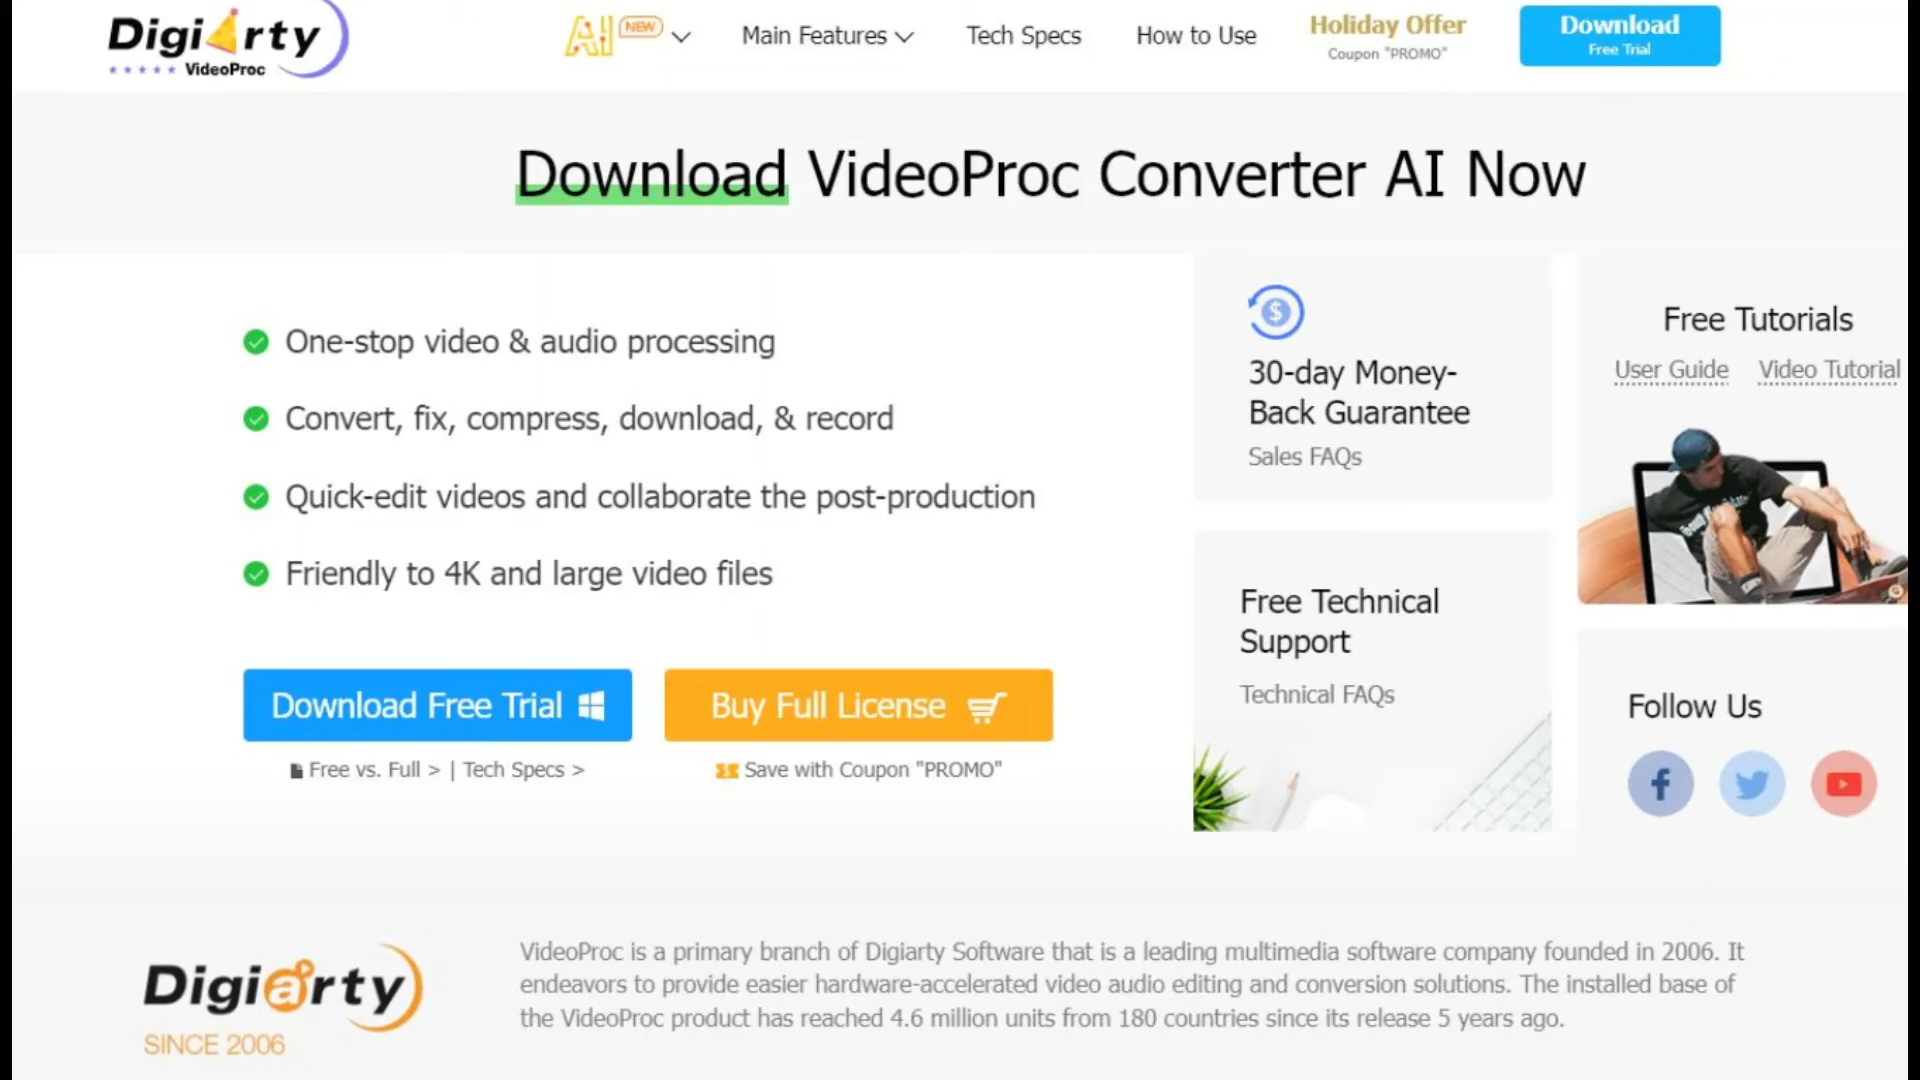 Digiarty
VideoProc
AI NEW
Main Features
Tech Specs
How to Use
Holiday Offer
Coupon "PROMO"
Download
Free Trial
Download VideoProc Converter AI Now
One-stop video & audio processing
Convert, fix, compress, download, & record
Quick-edit videos and collaborate the post-production
Friendly to 4K and large video files
Download Free Trial
Buy Full License
Free vs. Full > | Tech Specs >
Save with Coupon "PROMO"
30-day Money-
Back Guarantee
Sales FAQs
Free Technical
Support
Technical FAQs
Free Tutorials
User Guide
Video Tutorial
Follow Us
Digiarty
SINCE 2006
VideoProc is a primary branch of Digiarty Software that is a leading multimedia software company founded in 2006. It
endeavors to provide easier hardware-accelerated video audio editing and conversion solutions. The installed base of
the VideoProc product has reached 4.6 million units from 180 countries since its release 5 years ago.